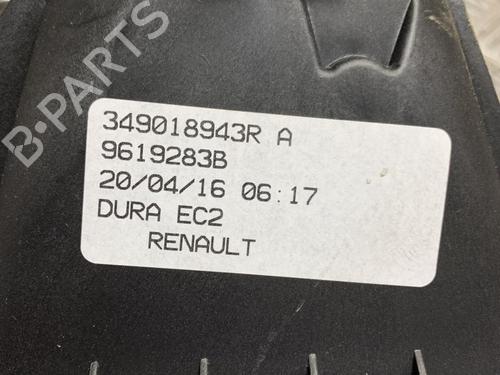 B-PARTS
349018943R A
9619283B
20/04/16 06:17
DURA EC2
RENAULT